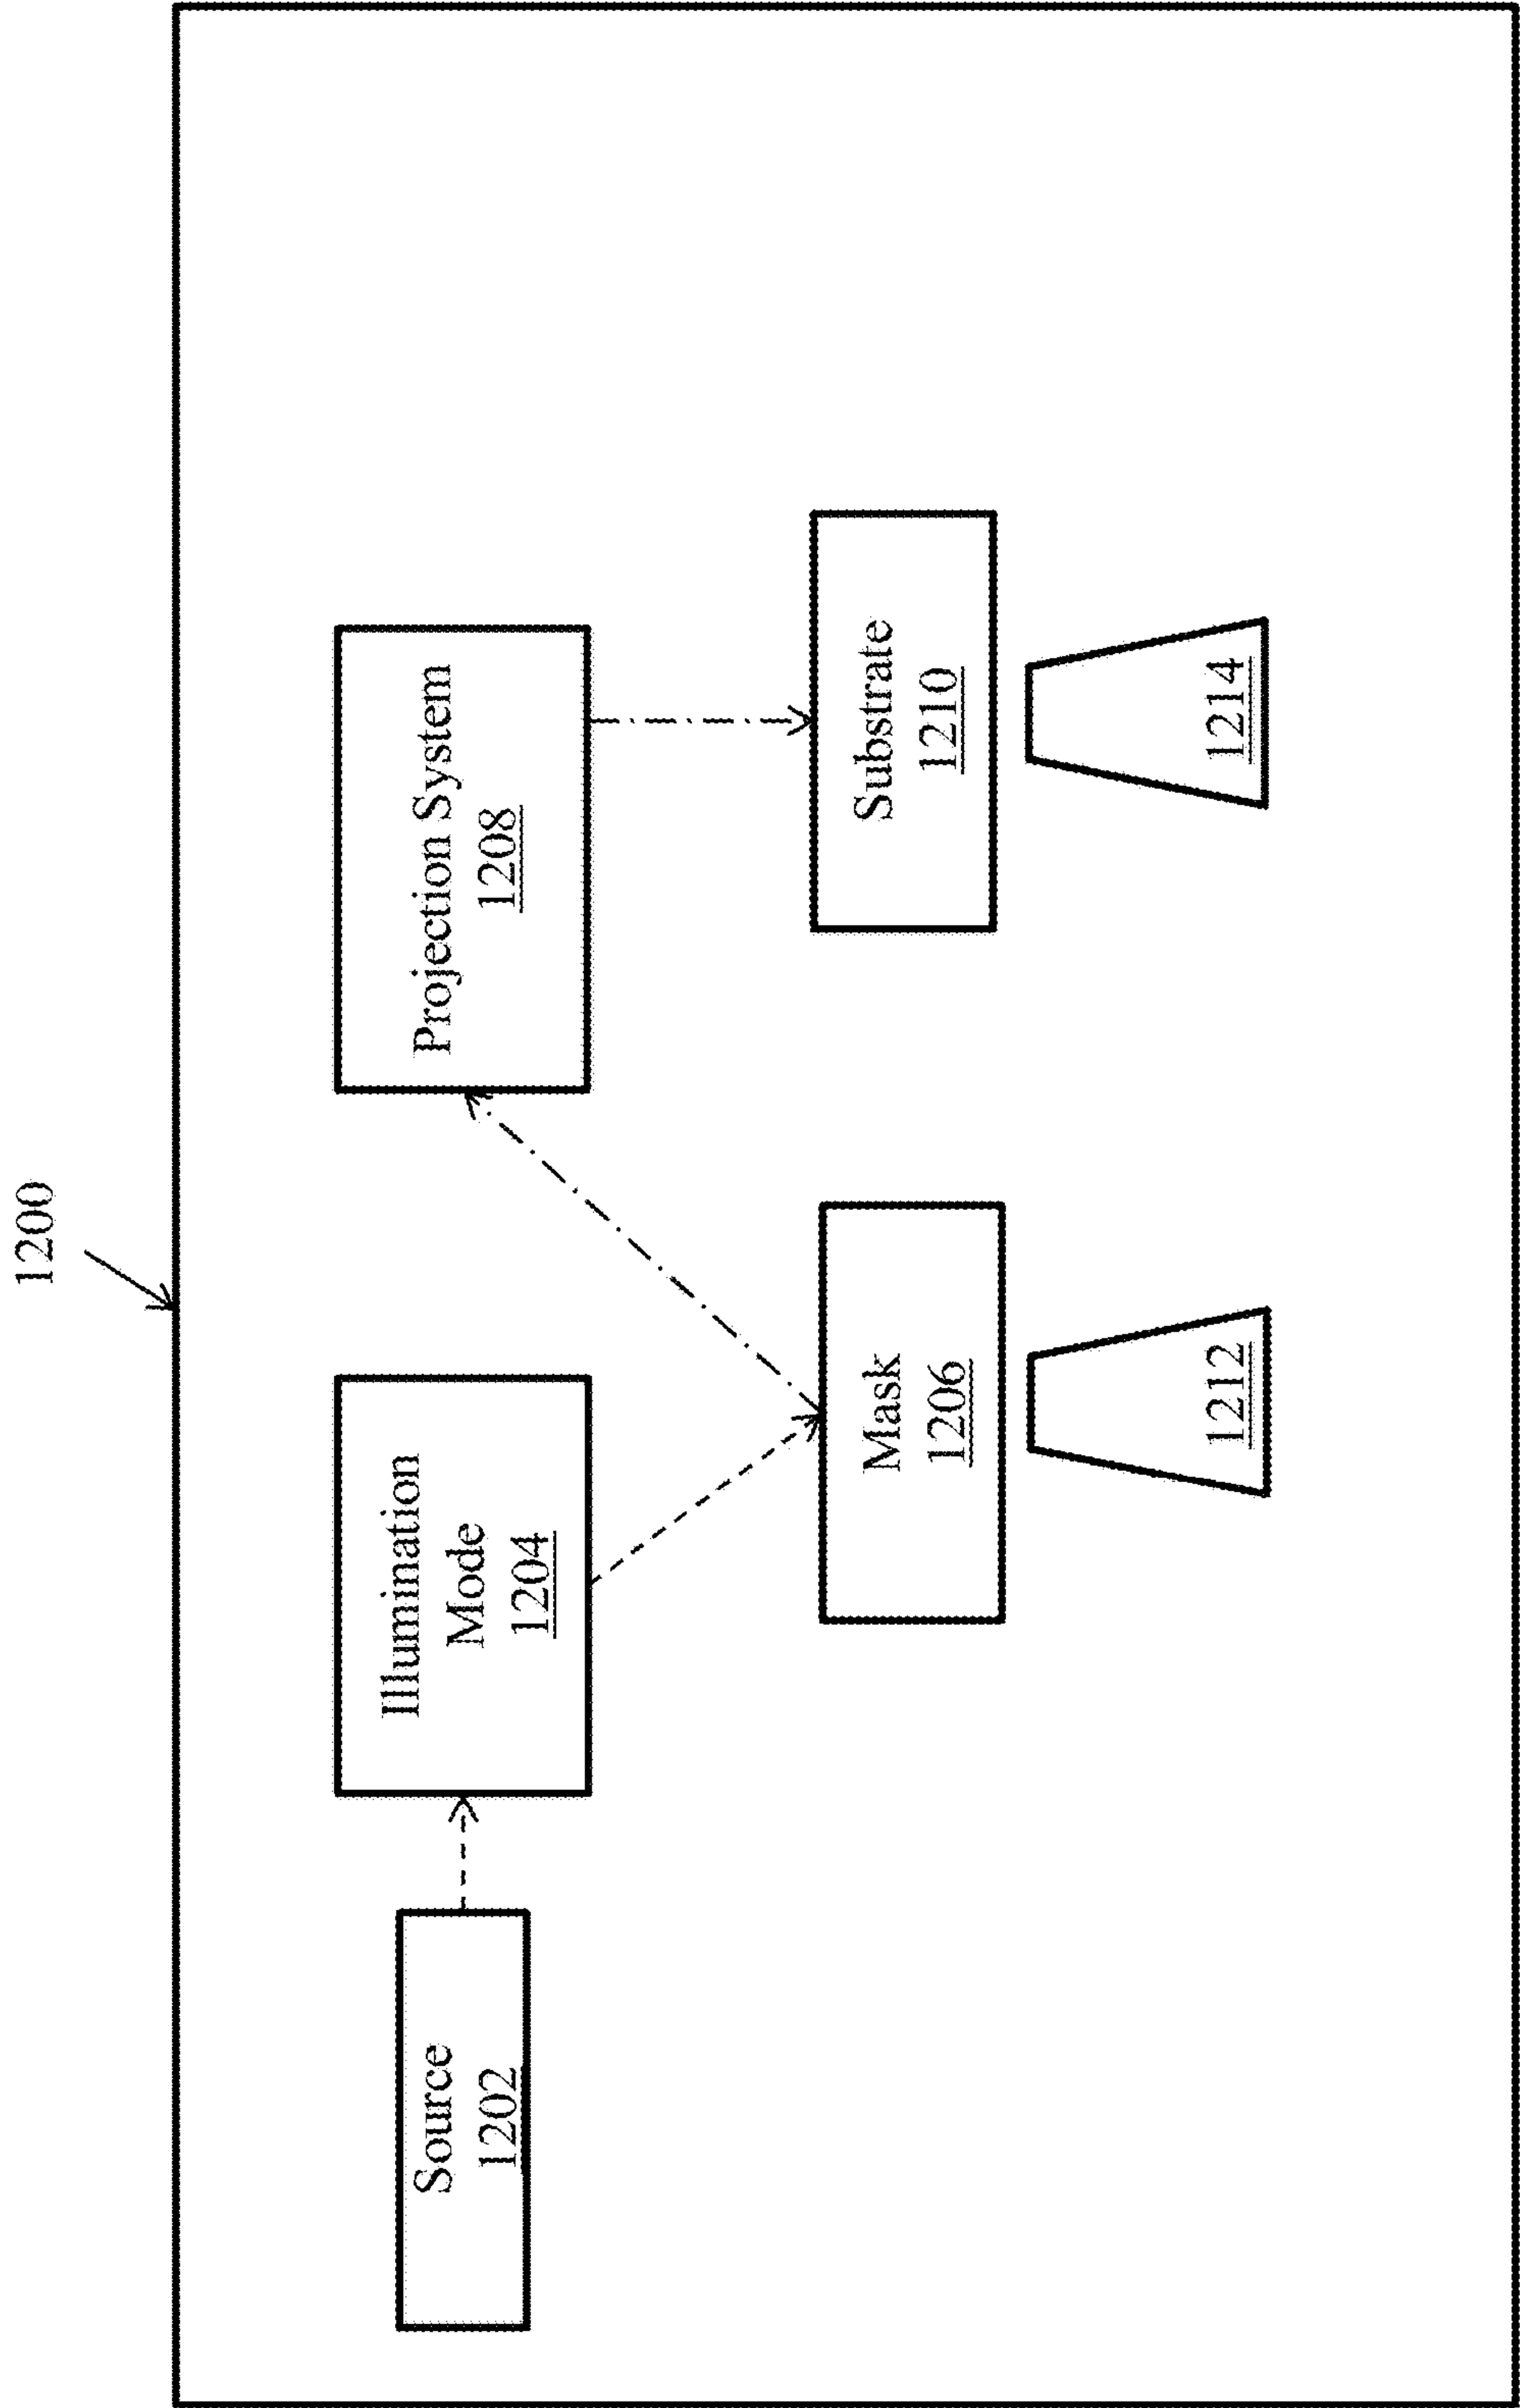 1200
Source
1202
Illumination
Mode
1204
Projection System
1208
Mask
1206
Substrate
1210
1212
1214